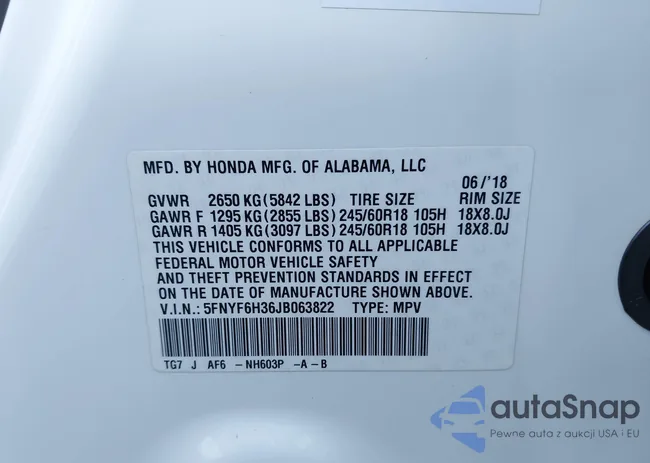 MFD. BY HONDA MFG. OF ALABAMA, LLC
06/'18
GVWR 2650 KG(5842 LBS) TIRE SIZE RIM SIZE
GAWR F 1295 KG(2855 LBS) 245/60R18 105H 18X8.0J
GAWR R 1405 KG(3097 LBS) 245/60R18 105H 18X8.0J
THIS VEHICLE CONFORMS TO ALL APPLICABLE
FEDERAL MOTOR VEHICLE SAFETY
AND THEFT PREVENTION STANDARDS IN EFFECT
ON THE DATE OF MANUFACTURE SHOWN ABOVE.
V.I.N.: 5FNYF6H36JB063822 TYPE: MPV
TG7 J AF6 -NH603P -A-B
autoSnap
Pewne auta z aukcji USA i EU